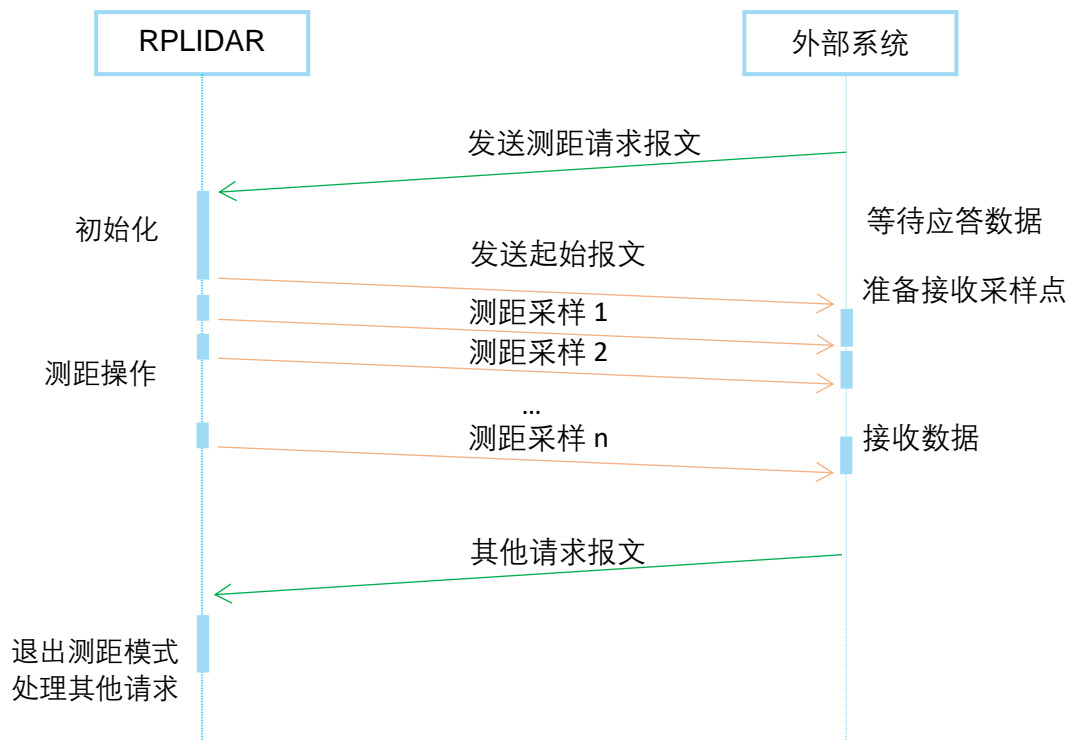 RPLIDAR
外部系统
发送测距请求报文
初始化
等待应答数据
发送起始报文
准备接收采样点
测距采样 1
测距采样 2
测距操作
...
测距采样 n
接收数据
其他请求报文
退出测距模式
处理其他请求